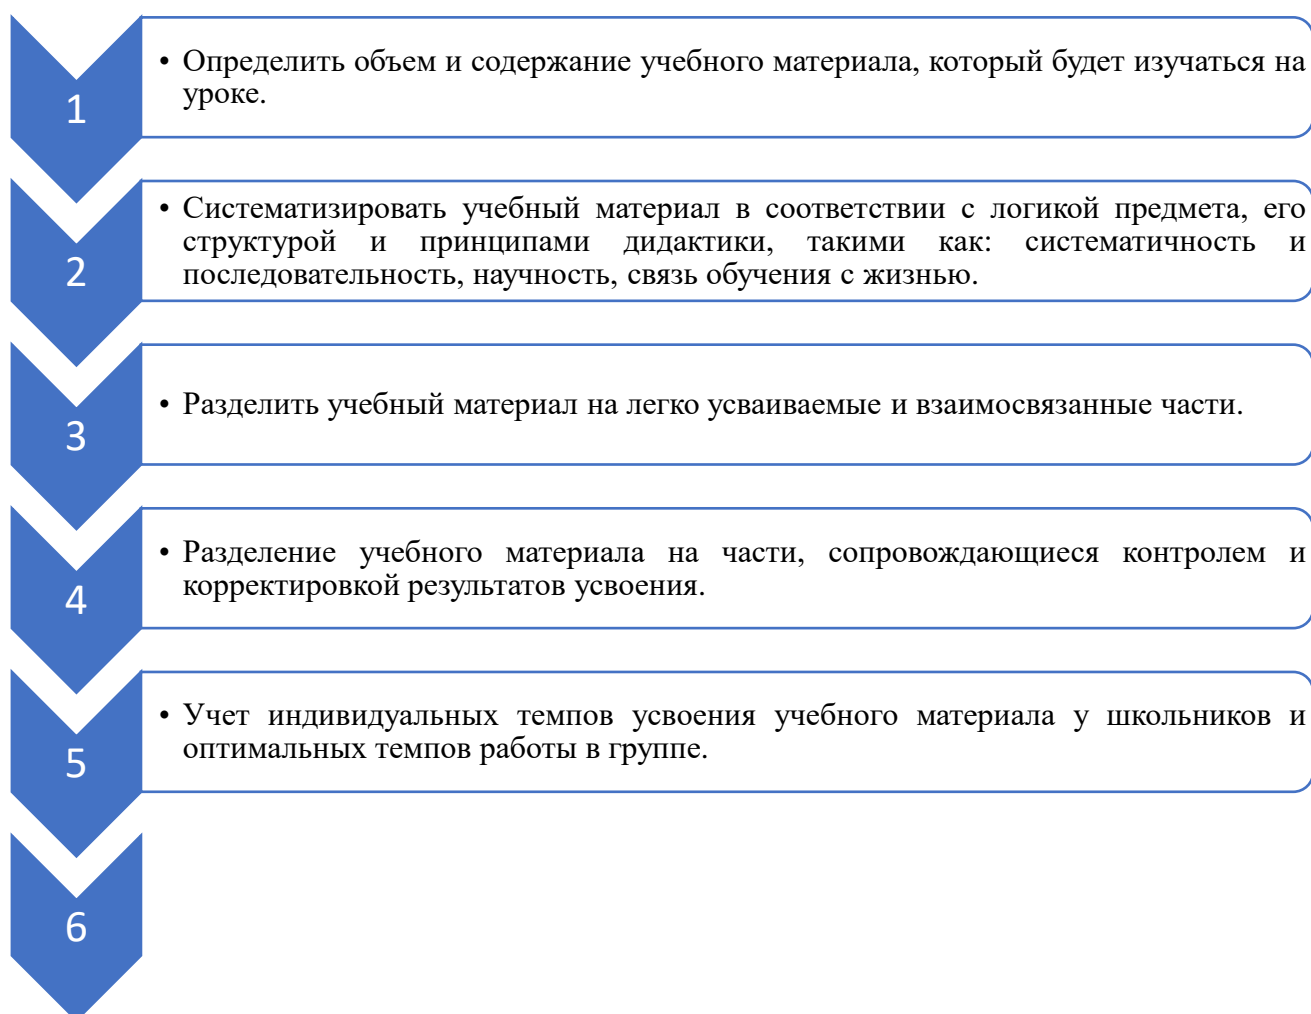 1
• Определить объем и содержание учебного материала, который будет изучаться на
уроке.
2
• Систематизировать учебный материал в соответствии с логикой предмета, его
структурой и принципами дидактики, такими как: систематичность и
последовательность, научность, связь обучения с жизнью.
3
• Разделить учебный материал на легко усваиваемые и взаимосвязанные части.
4
• Разделение учебного материала на части, сопровождающиеся контролем и
корректировкой результатов усвоения.
5
• Учет индивидуальных темпов усвоения учебного материала у школьников и
оптимальных темпов работы в группе.
6